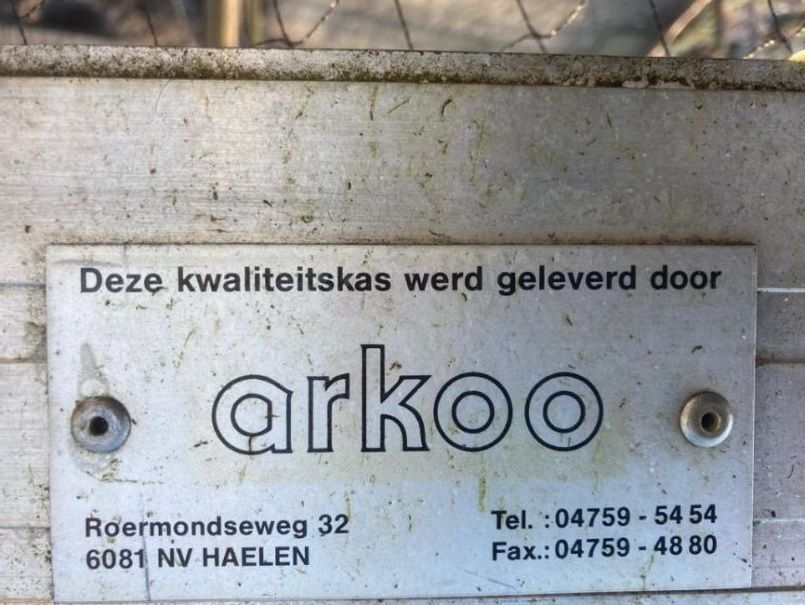 Deze kwaliteitskas werd geleverd door
arkoo
Roermondseweg 32
6081 NV HAELEN
Tel. : 04759 - 54 54
Fax.: 04759 - 48 80